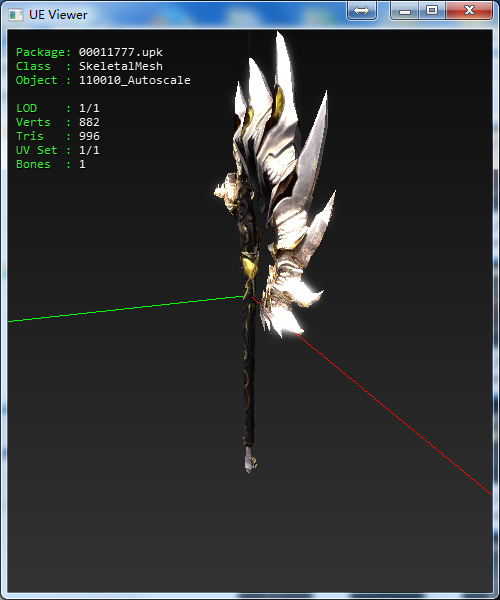 UE Viewer
Package: 00011777.upk
Class  : SkeletalMesh
Object : 110010_Autoscale
LOD    : 1/1
Verts  : 882
Tris   : 996
UV Set : 1/1
Bones  : 1